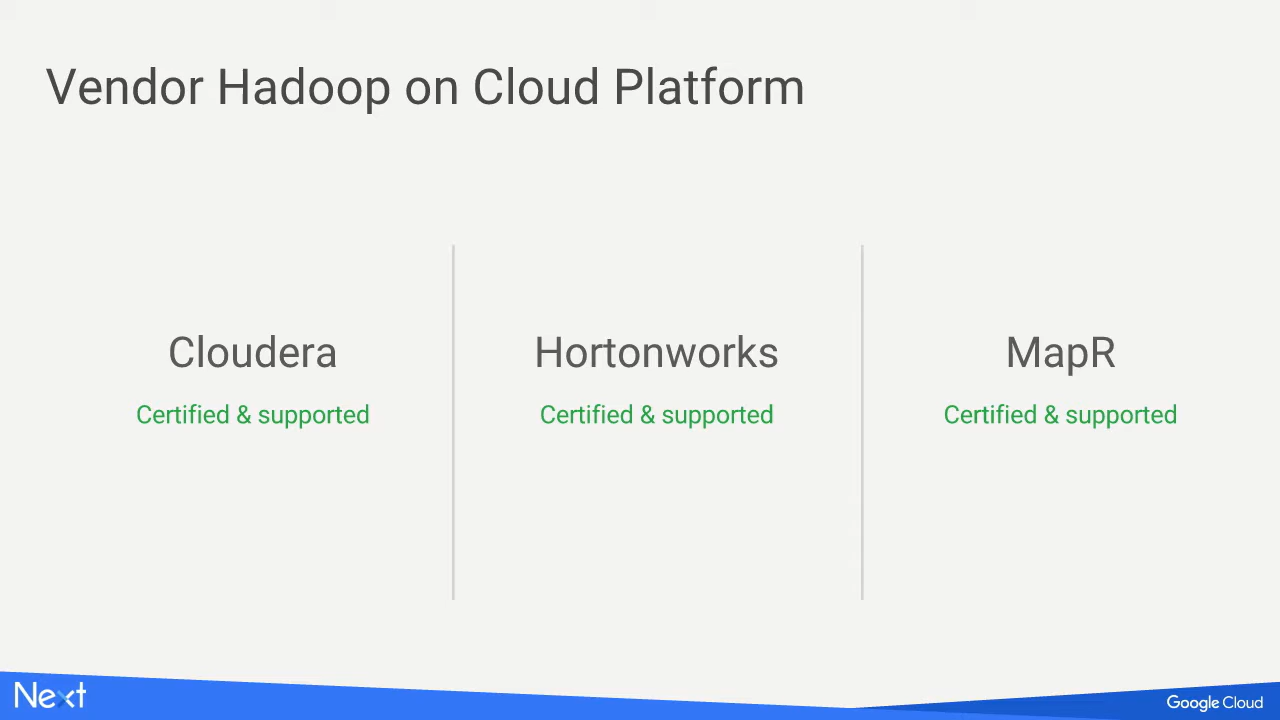 Vendor Hadoop on Cloud Platform
Cloudera
Certified & supported
Hortonworks
Certified & supported
MapR
Certified & supported
Next
Google Cloud